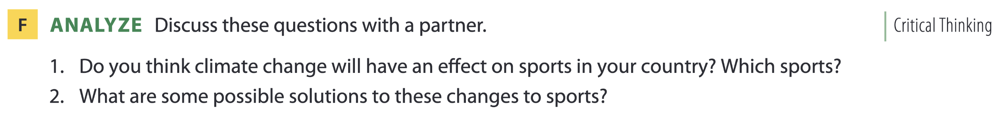 F ANALYZE Discuss these questions with a partner.
Critical Thinking
1. Do you think climate change will have an effect on sports in your country? Which sports?
2. What are some possible solutions to these changes to sports?